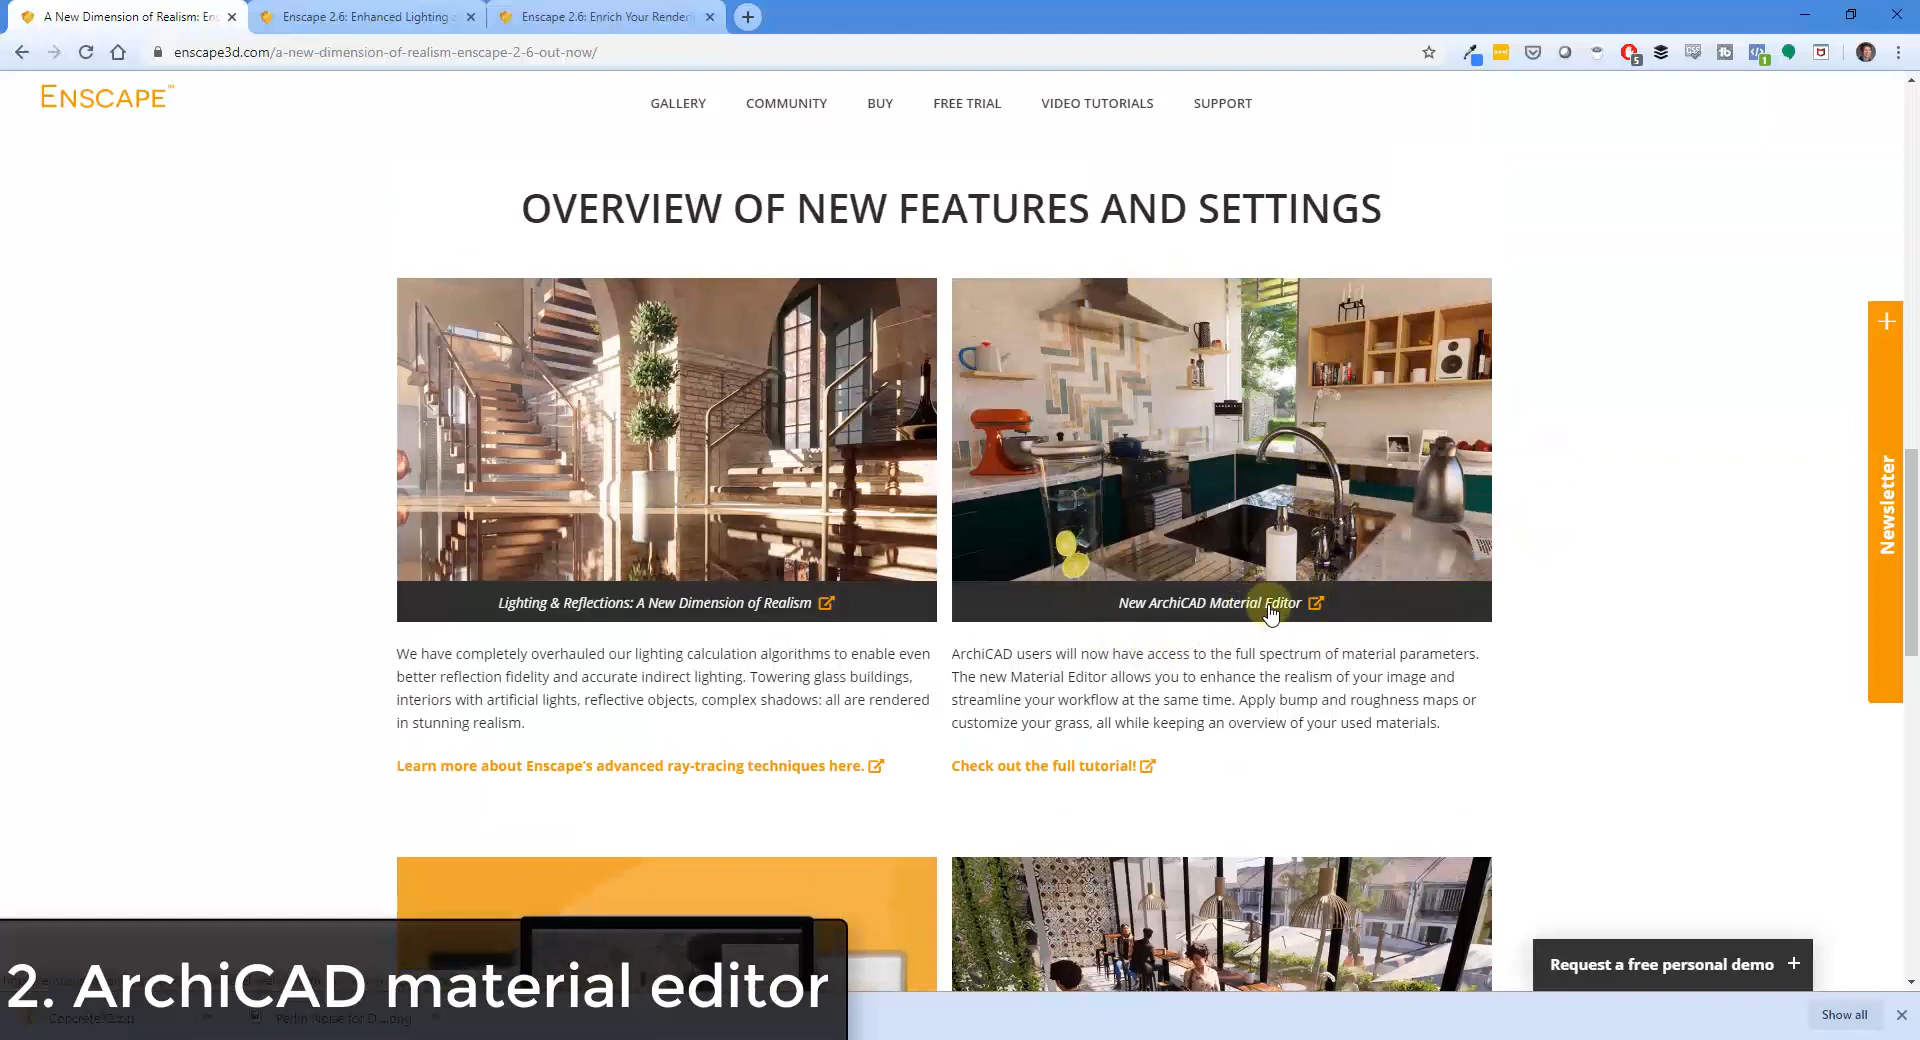 A New Dimension of Realism: En
Enscape 2.6: Enhanced Lighting
Enscape 2.6: Enrich Your Render
enscape3d.com/a-new-dimension-of-realism-enscape-2-6-out-now/
5
1
ENSCAPE™
GALLERY
COMMUNITY
BUY
FREE TRIAL
VIDEO TUTORIALS
SUPPORT
OVERVIEW OF NEW FEATURES AND SETTINGS
Lighting & Reflections: A New Dimension of Realism
New ArchiCAD Material Editor
We have completely overhauled our lighting calculation algorithms to enable even
better reflection fidelity and accurate indirect lighting. Towering glass buildings,
interiors with artificial lights, reflective objects, complex shadows: all are rendered
in stunning realism.
Learn more about Enscape's advanced ray-tracing techniques here.
ArchiCAD users will now have access to the full spectrum of material parameters.
The new Material Editor allows you to enhance the realism of your image and
streamline your workflow at the same time. Apply bump and roughness maps or
customize your grass, all while keeping an overview of your used materials.
Check out the full tutorial!
Newsletter
Request a free personal demo
2. ArchiCAD material editor
Perlin Noise for D....png
Show all